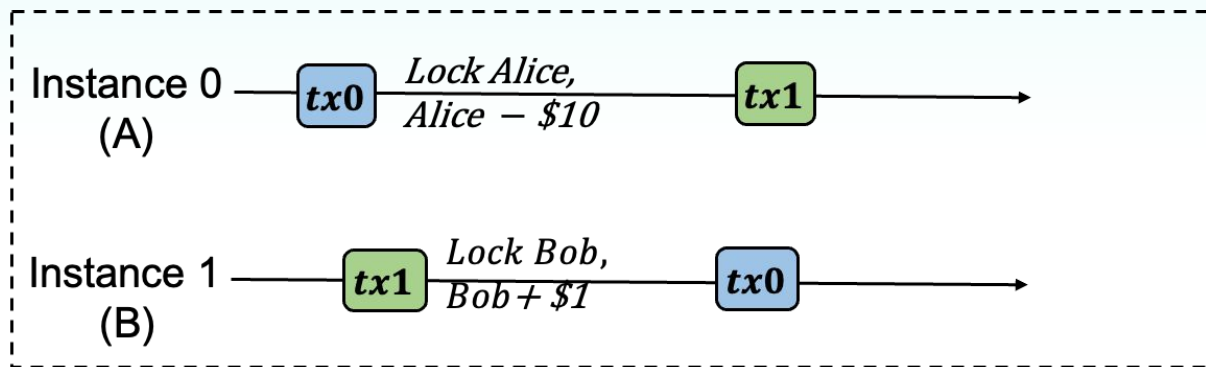 Instance 0
(A)
tx0
Lock Alice,
Alice − $10
tx1
Instance 1
(B)
tx1
Lock Bob,
Bob + $1
tx0